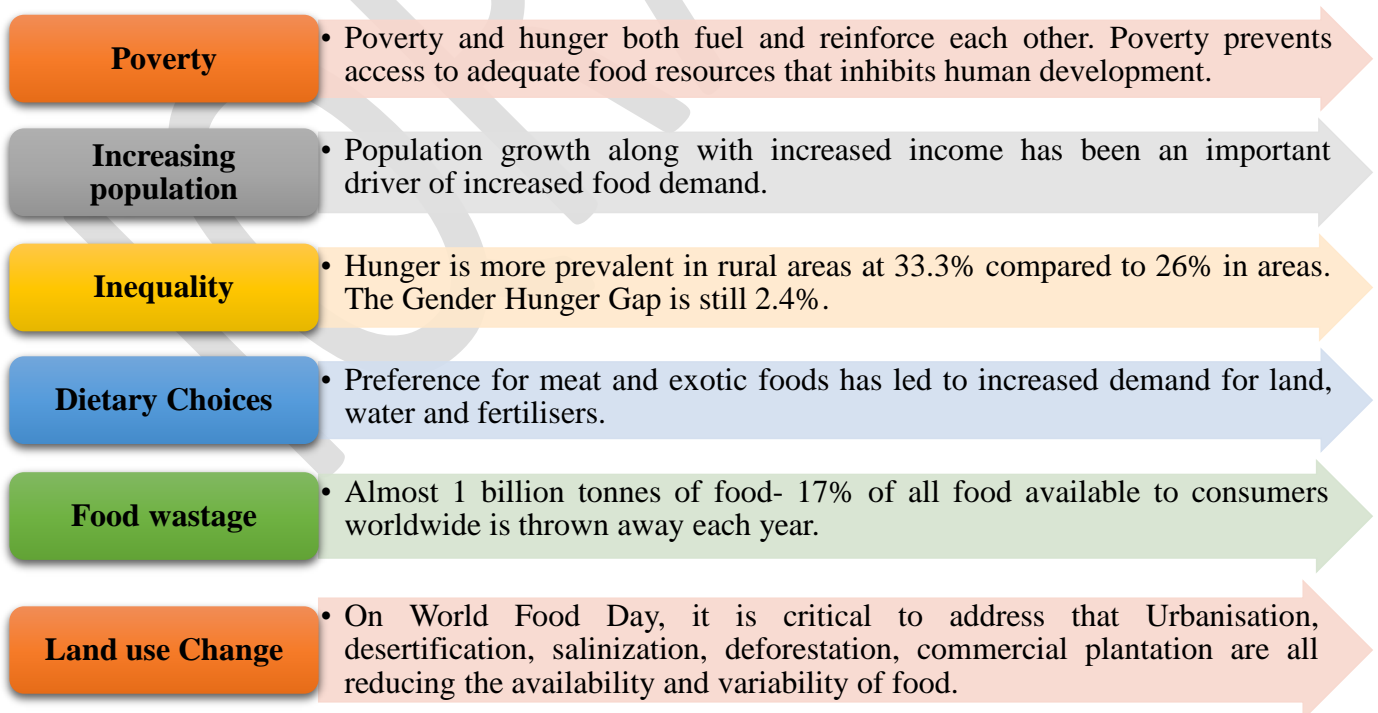 Poverty
• Poverty and hunger both fuel and reinforce each other. Poverty prevents
access to adequate food resources that inhibits human development.
Increasing
population
• Population growth along with increased income has been an important
driver of increased food demand.
Inequality
• Hunger is more prevalent in rural areas at 33.3% compared to 26% in areas.
The Gender Hunger Gap is still 2.4%.
Dietary Choices
• Preference for meat and exotic foods has led to increased demand for land,
water and fertilisers.
Food wastage
• Almost 1 billion tonnes of food- 17% of all food available to consumers
worldwide is thrown away each year.
Land use Change
• On World Food Day, it is critical to address that Urbanisation,
desertification, salinization, deforestation, commercial plantation are all
reducing the availability and variability of food.